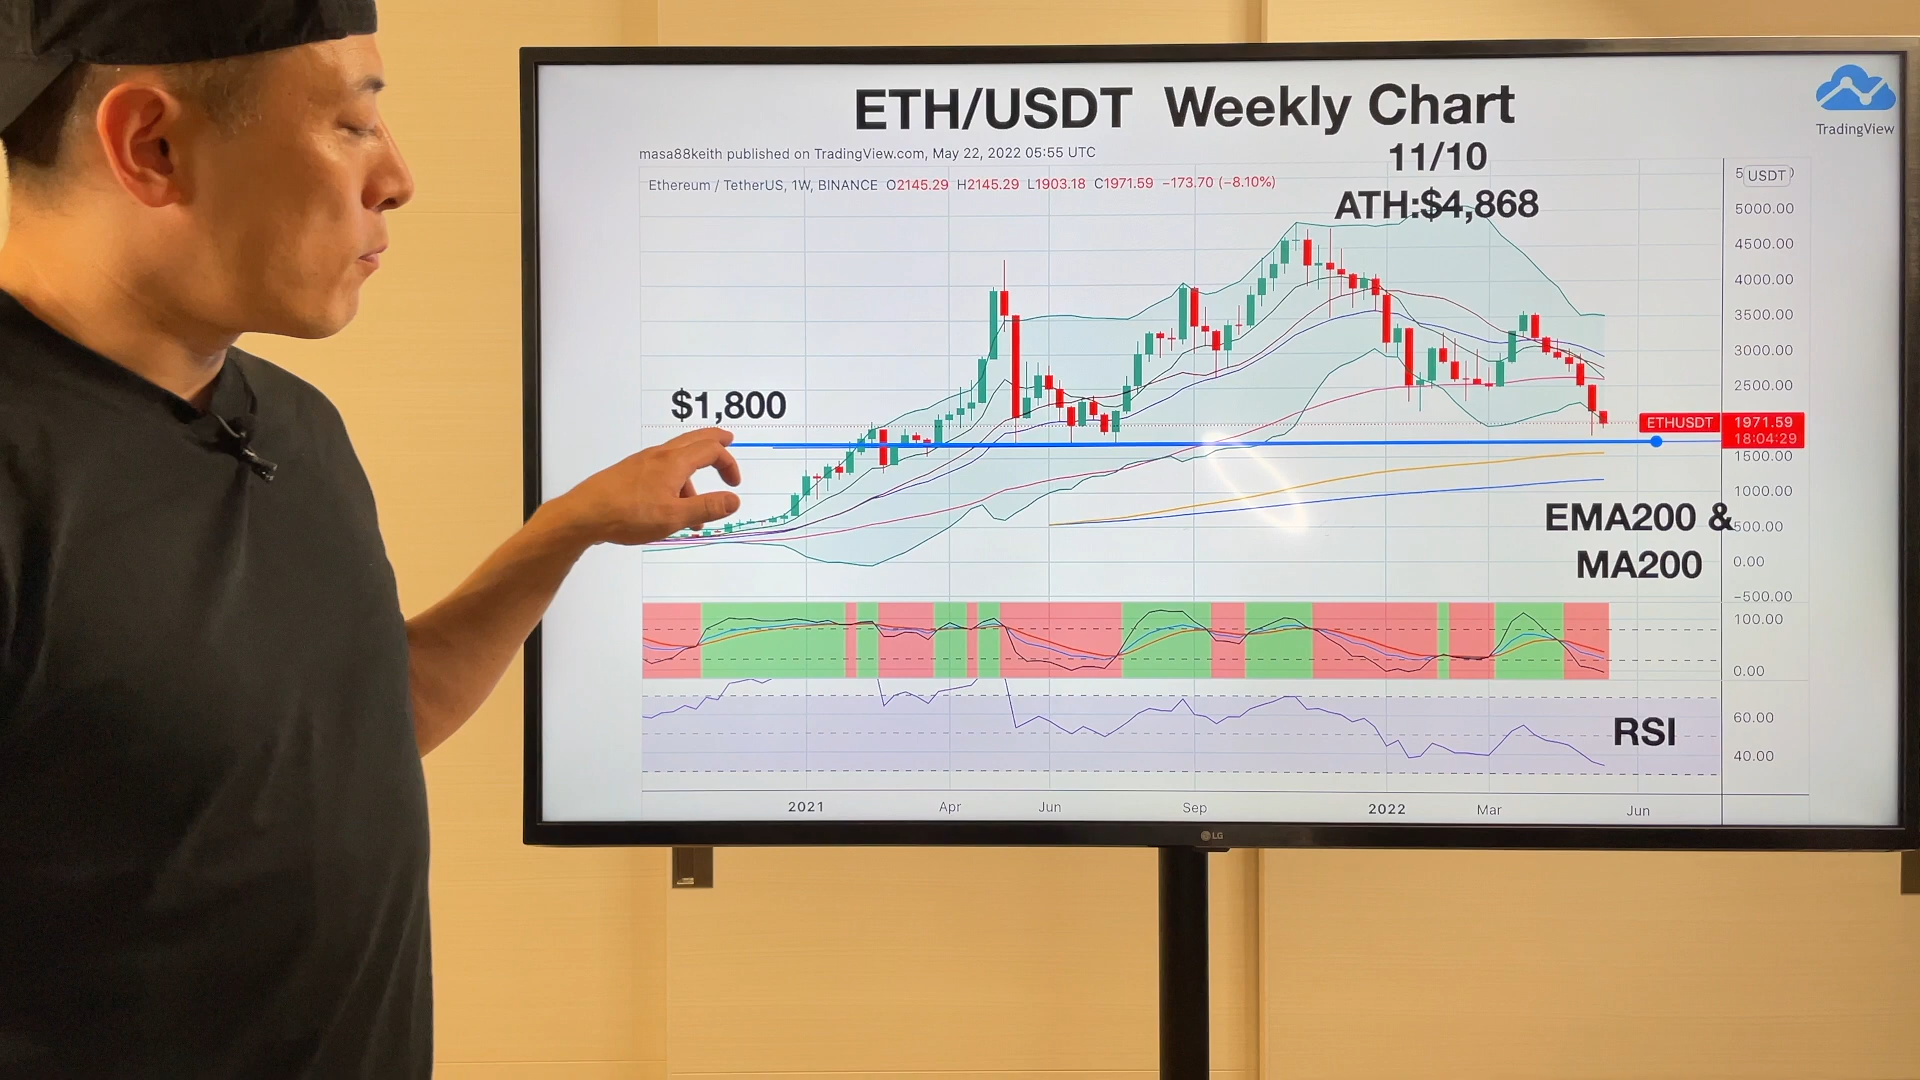 ETH/USDT Weekly Chart
TradingView
masa88keith published on TradingView.com, May 22, 2022 05:55 UTC
11/10
Ethereum / TetherUS, 1W, BINANCE O2145.29 H2145.29 L1903.18 C1971.59 −173.70 (−8.10%)
USDT
ATH:$4,868
5000.00
4500.00
4000.00
3500.00
3000.00
2500.00
$1,800
ETHUSDT 1971.59
18:04:29
1500.00
1000.00
EMA200 &
500.00
MA200
0.00
−500.00
100.00
0.00
RSI
60.00
40.00
2021 Apr Jun Sep 2022 Mar Jun
LG